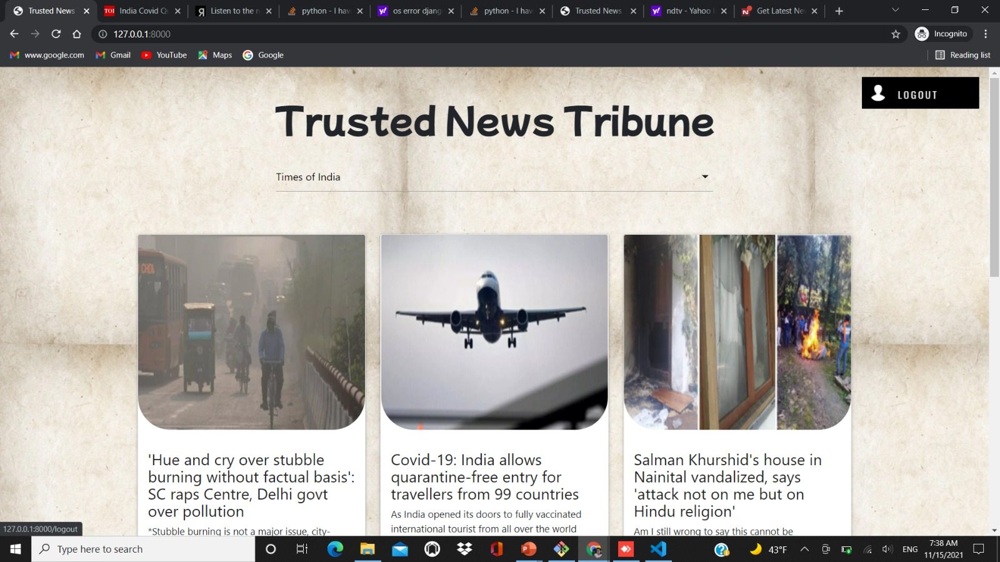 Trusted News
India Covid Q
Listen to the n
python - I hav
os error djang
python - I hav
Trusted News
ndtv - Yahoo
Get Latest Ne
127.0.0.1:8000
Incognito
www.google.com
Gmail
YouTube
Maps
Google
Reading list
LOGOUT
Trusted News Tribune
Times of India
'Hue and cry over stubble
burning without factual basis':
SC raps Centre, Delhi govt
over pollution
*Stubble burning is not a major issue, city-
Covid-19: India allows
quarantine-free entry for
travellers from 99 countries
As India opened its doors to fully vaccinated
international tourist from all over the world
Salman Khurshid's house in
Nainital vandalized, says
'attack not on me but on
Hindu religion'
Am I still wrong to say this cannot be
127.0.0.1:8000/logout
Type here to search
43°F
ENG
7:38 AM
11/15/2021